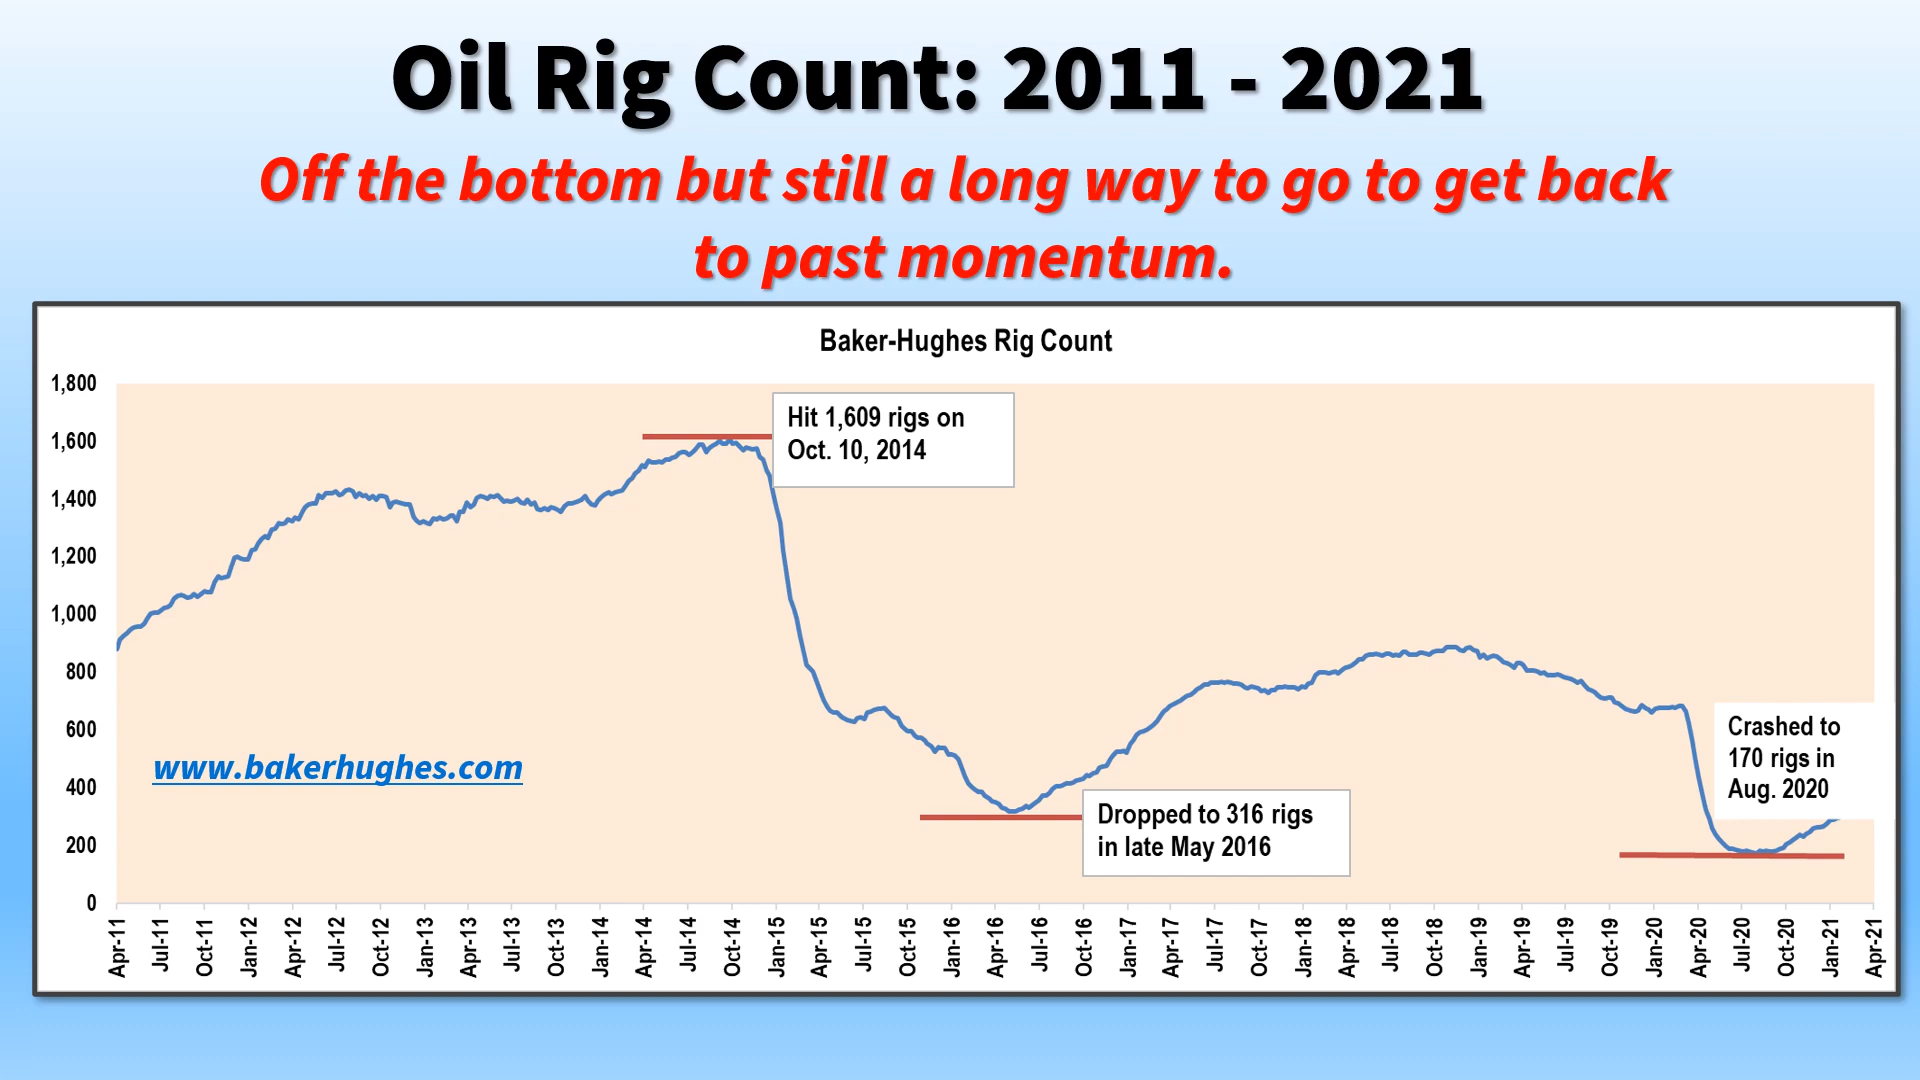 Oil Rig Count: 2011 - 2021
Off the bottom but still a long way to go to get back
to past momentum.
Baker-Hughes Rig Count
1,800
1,600
1,400
1,200
1,000
800
600
400
200
0
Hit 1,609 rigs on
Oct. 10, 2014
www.bakerhughes.com
Dropped to 316 rigs
in late May 2016
Crashed to
170 rigs in
Aug. 2020
Apr-11
Jul-11
Oct-11
Jan-12
Apr-12
Jul-12
Oct-12
Jan-13
Apr-13
Jul-13
Oct-13
Jan-14
Apr-14
Jul-14
Oct-14
Jan-15
Apr-15
Jul-15
Oct-15
Jan-16
Apr-16
Jul-16
Oct-16
Jan-17
Apr-17
Jul-17
Oct-17
Jan-18
Apr-18
Jul-18
Oct-18
Jan-19
Apr-19
Jul-19
Oct-19
Jan-20
Apr-20
Jul-20
Oct-20
Jan-21
Apr-21